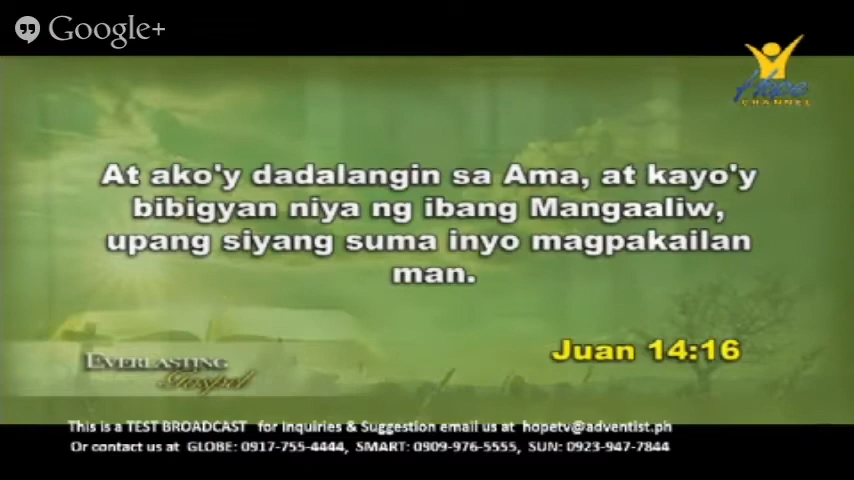 Google+
Hope
CHANNEL
At ako'y dadalangin sa Ama, at kayo'y
bibigyan niya ng ibang Mangaaliw,
upang siyang suma inyo magpakailan
man.
Juan 14:16
EVERLASTING
Gospel
This is a TEST BROADCAST for Inquiries & Suggestion email us at hopetv@adventist.ph
Or contact us at GLOBE: 0917-755-4444, SMART: 0909-976-5555, SUN: 0923-947-7844